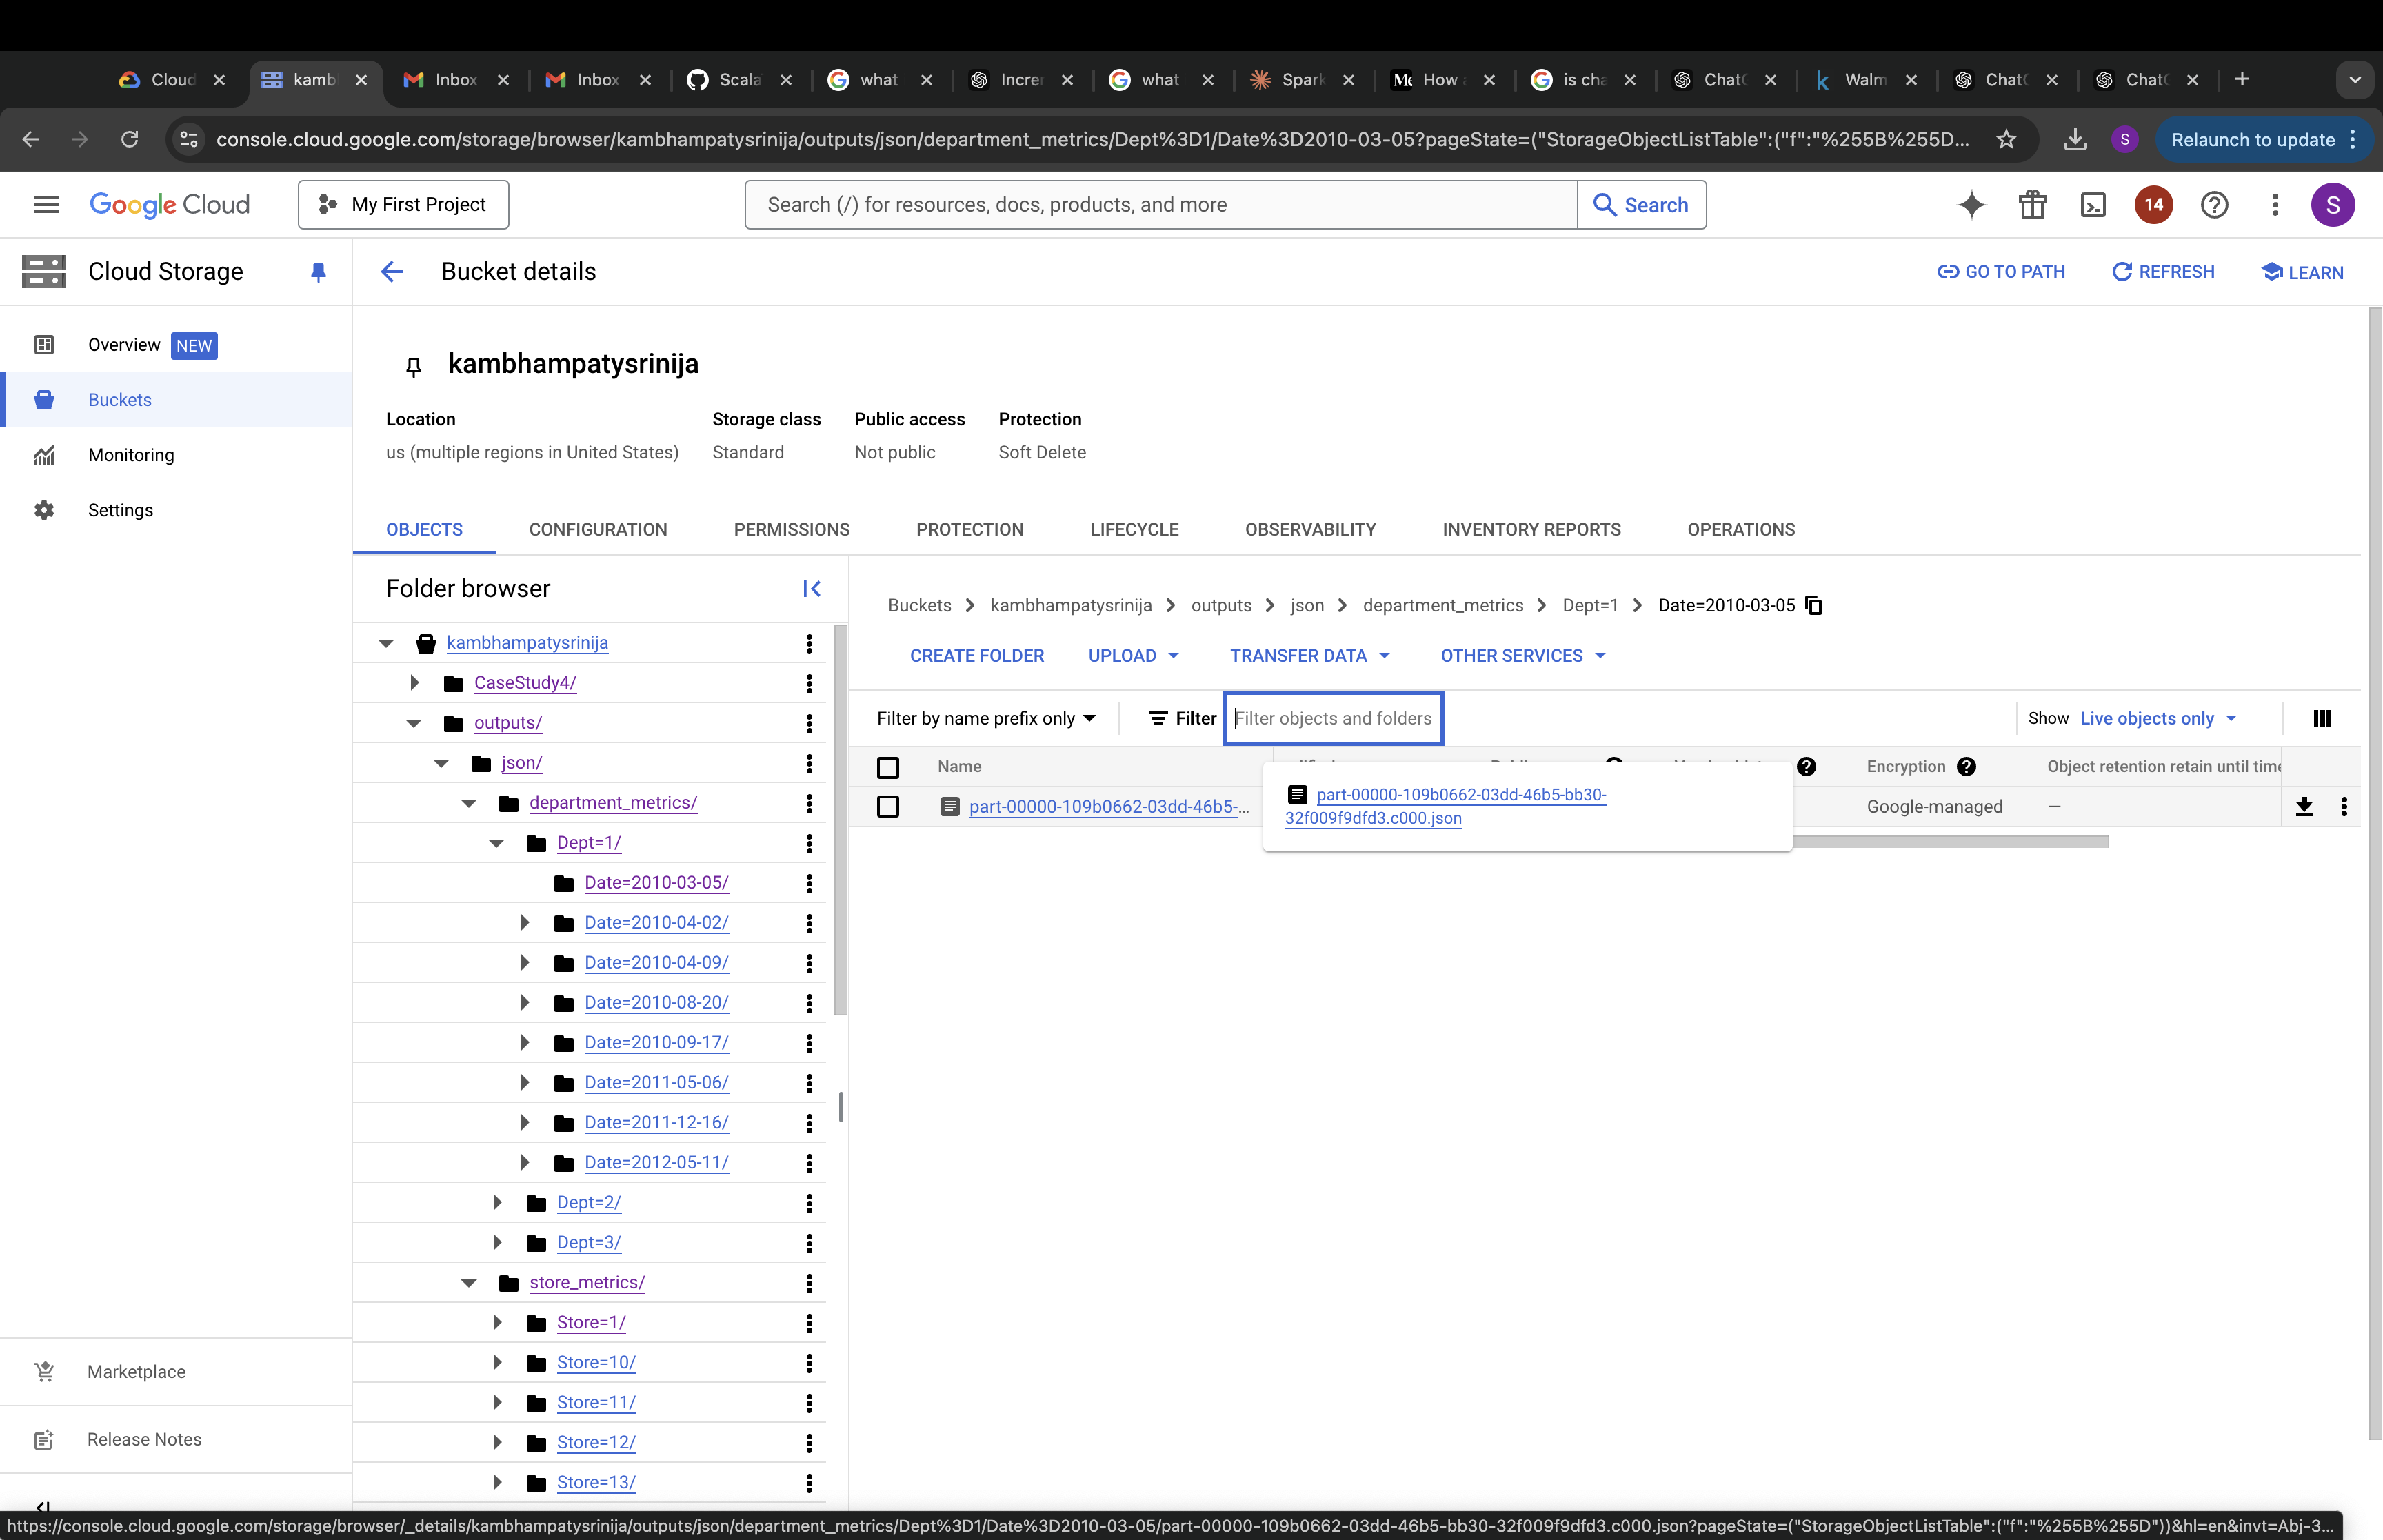 Cloud
kamb
Inbox
Inbox
Scala
what
Incre
what
Spark
How a
is cha
ChatG
Walm
ChatG
ChatG
console.cloud.google.com/storage/browser/kambhampatysrinija/outputs/json/department_metrics/Dept%3D1/Date%3D2010-03-05?pageState=("StorageObjectListTable":("f":"%255B%255D...
S
Relaunch to update
Google Cloud
My First Project
Search (/) for resources, docs, products, and more
Search
14
S
Cloud Storage
Bucket details
GO TO PATH
REFRESH
LEARN
Overview NEW
Buckets
Monitoring
Settings
Marketplace
Release Notes
kambhampatysrinija
Location Storage class Public access Protection
us (multiple regions in United States) Standard Not public Soft Delete
OBJECTS CONFIGURATION PERMISSIONS PROTECTION LIFECYCLE OBSERVABILITY INVENTORY REPORTS OPERATIONS
Folder browser
kambhampatysrinija
CaseStudy4/
outputs/
json/
department_metrics/
Dept=1/
Date=2010-03-05/
Date=2010-04-02/
Date=2010-04-09/
Date=2010-08-20/
Date=2010-09-17/
Date=2011-05-06/
Date=2011-12-16/
Date=2012-05-11/
Dept=2/
Dept=3/
store_metrics/
Store=1/
Store=10/
Store=11/
Store=12/
Store=13/
Buckets > kambhampatysrinija > outputs > json > department_metrics > Dept=1 > Date=2010-03-05
CREATE FOLDER UPLOAD TRANSFER DATA OTHER SERVICES
Filter by name prefix only Filter Filter objects and folders Show Live objects only
Name Encryption Object retention retain until time
part-00000-109b0662-03dd-46b5-... Google-managed —
part-00000-109b0662-03dd-46b5-bb30-
32f009f9dfd3.c000.json
https://console.cloud.google.com/storage/browser/_details/kambhampatysrinija/outputs/json/department_metrics/Dept%3D1/Date%3D2010-03-05/part-00000-109b0662-03dd-46b5-bb30-32f009f9dfd3.c000.json?pageState=("StorageObjectListTable":("f":"%255B%255D"))&hl=en&invt=Abj-3...